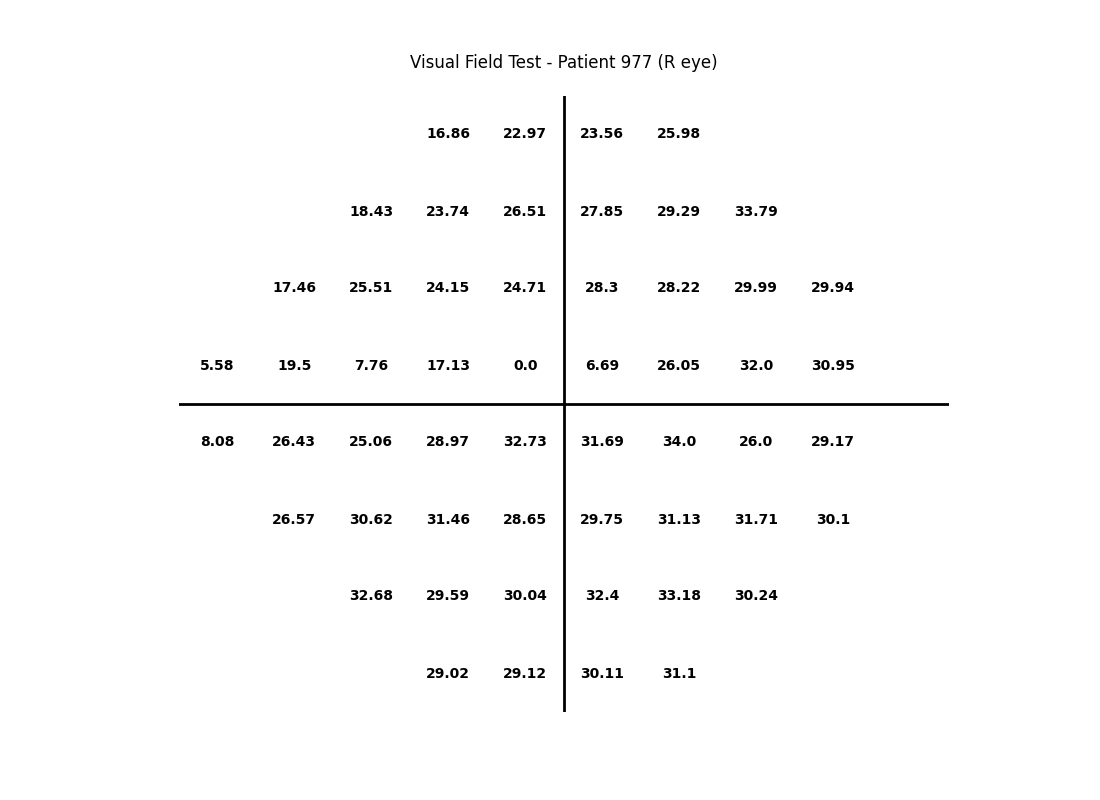 Visual Field Test - Patient 977 (R eye)
16.86 22.97 23.56 25.98
18.43 23.74 26.51 27.85 29.29 33.79
17.46 25.51 24.15 24.71 28.3 28.22 29.99 29.94
5.58 19.5 7.76 17.13 0.0 6.69 26.05 32.0 30.95
8.08 26.43 25.06 28.97 32.73 31.69 34.0 26.0 29.17
26.57 30.62 31.46 28.65 29.75 31.13 31.71 30.1
32.68 29.59 30.04 32.4 33.18 30.24
29.02 29.12 30.11 31.1